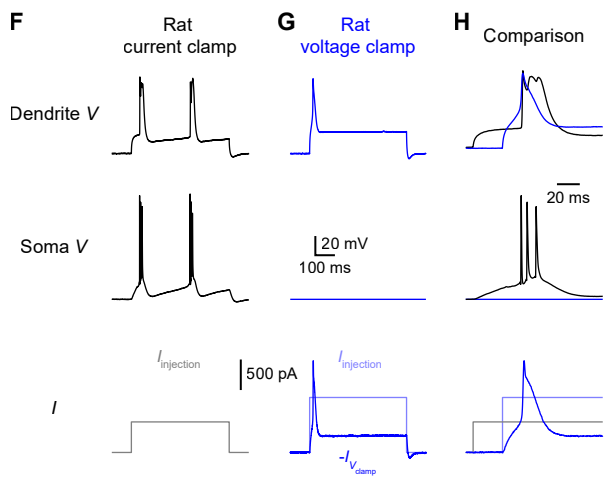 F Rat current clamp
G Rat voltage clamp
H Comparison
Dendrite V
20 ms
Soma V
20 mV
100 ms
I
Iinjection
500 pA
Iinjection
-IVclamp